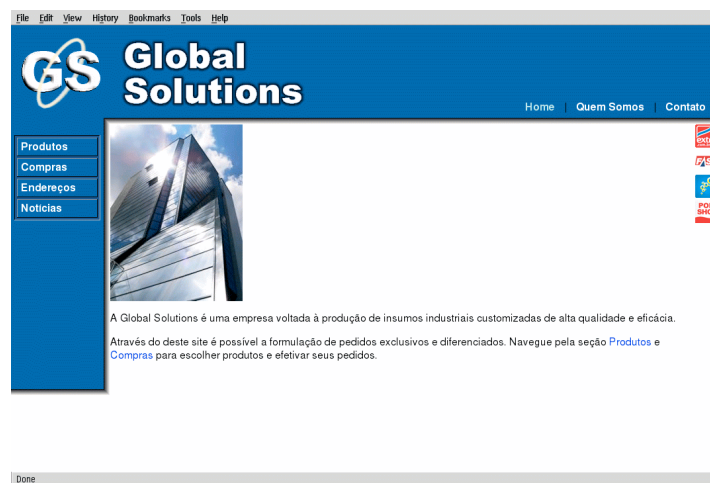 File Edit View History Bookmarks Tools Help
GS
Global
Solutions
Home | Quem Somos | Contato
Produtos
Compras
Endereços
Notícias
A Global Solutions é uma empresa voltada à produção de insumos industriais customizadas de alta qualidade e eficácia.
Através do deste site é possível a formulação de pedidos exclusivos e diferenciados. Navegue pela seção Produtos e
Compras para escolher produtos e efetivar seus pedidos.
Done